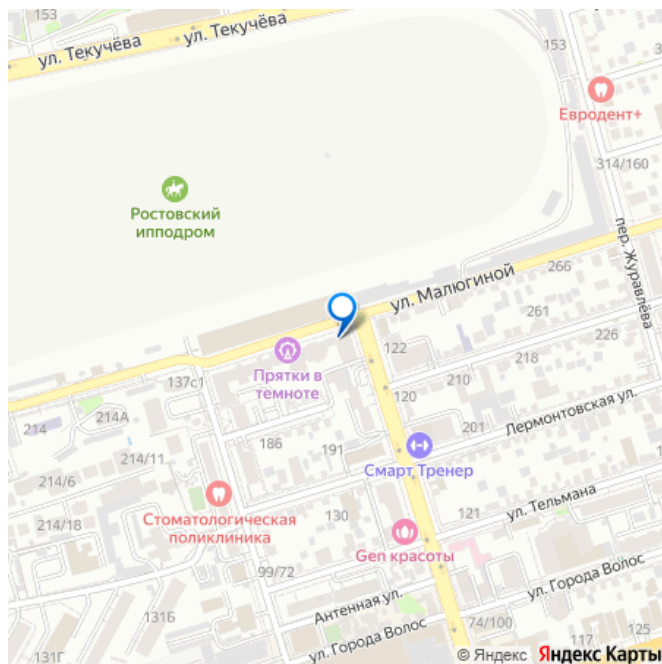 153
ул. Текучёва
ул. Текучёва
153
Евродент+
314/160
Ростовский
ипподром
пер. Журавлёва
ул. Малюгиной
266
261
226
122
218
Прятки в
темноте
137с1
210
120
214А
214
Лермонтовская ул.
201
186
191
214/11
Смарт Тренер
214/6
ул. Тельмана
Стоматологическая
поликлиника
130
121
214/18
Gen красоты
99/72
ул. Города Волос
Антенная ул.
131Б
74/100
ул. Города Волос
117
125
131Г
© Яндекс Яндекс Карты